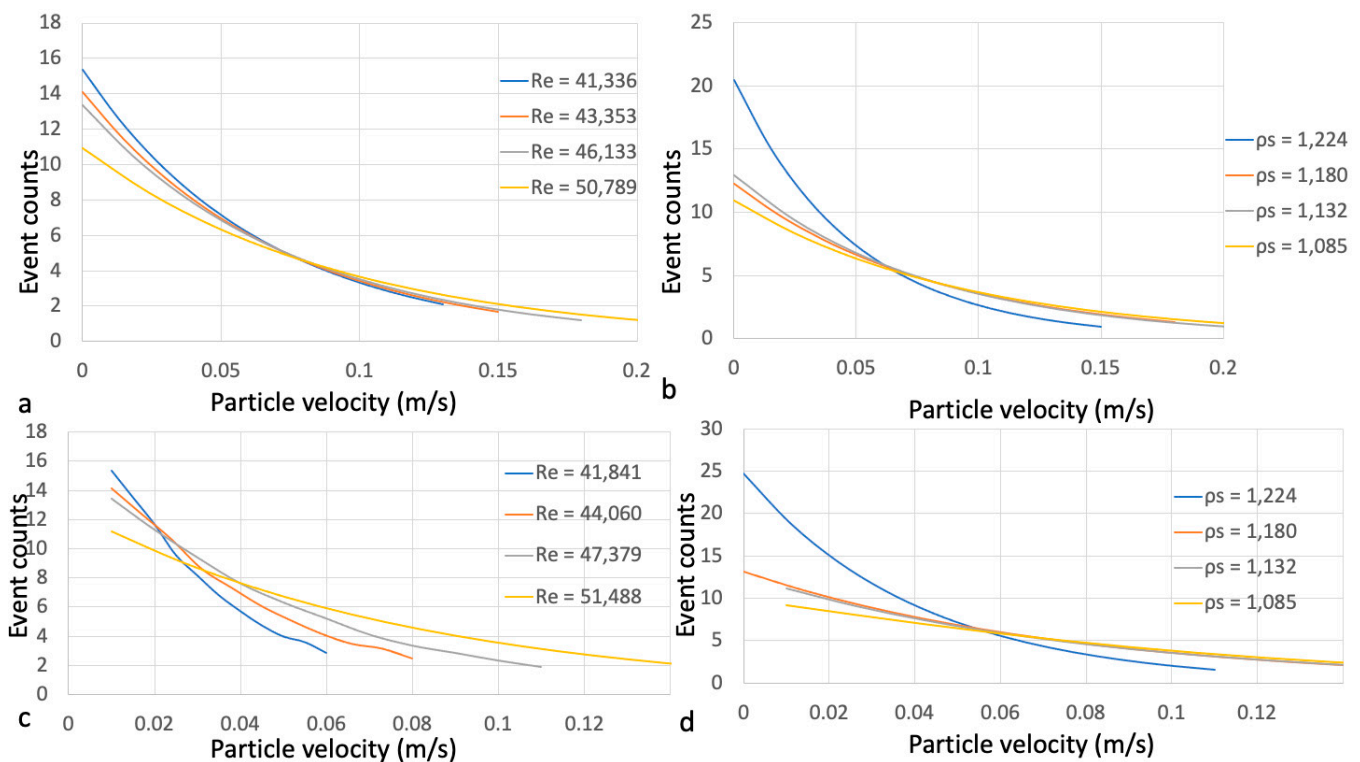 18
16
14
12
10
8
6
4
2
0
Event counts
Re = 41,336
Re = 43,353
Re = 46,133
Re = 50,789
0 0.05 0.1 0.15 0.2
Particle velocity (m/s)
a
25
20
15
10
5
0
Event counts
ρs = 1,224
ρs = 1,180
ρs = 1,132
ρs = 1,085
0 0.05 0.1 0.15 0.2
Particle velocity (m/s)
b
18
16
14
12
10
8
6
4
2
0
Event counts
Re = 41,841
Re = 44,060
Re = 47,379
Re = 51,488
0 0.02 0.04 0.06 0.08 0.1 0.12
Particle velocity (m/s)
c
30
25
20
15
10
5
0
Event counts
ρs = 1,224
ρs = 1,180
ρs = 1,132
ρs = 1,085
0 0.02 0.04 0.06 0.08 0.1 0.12
Particle velocity (m/s)
d